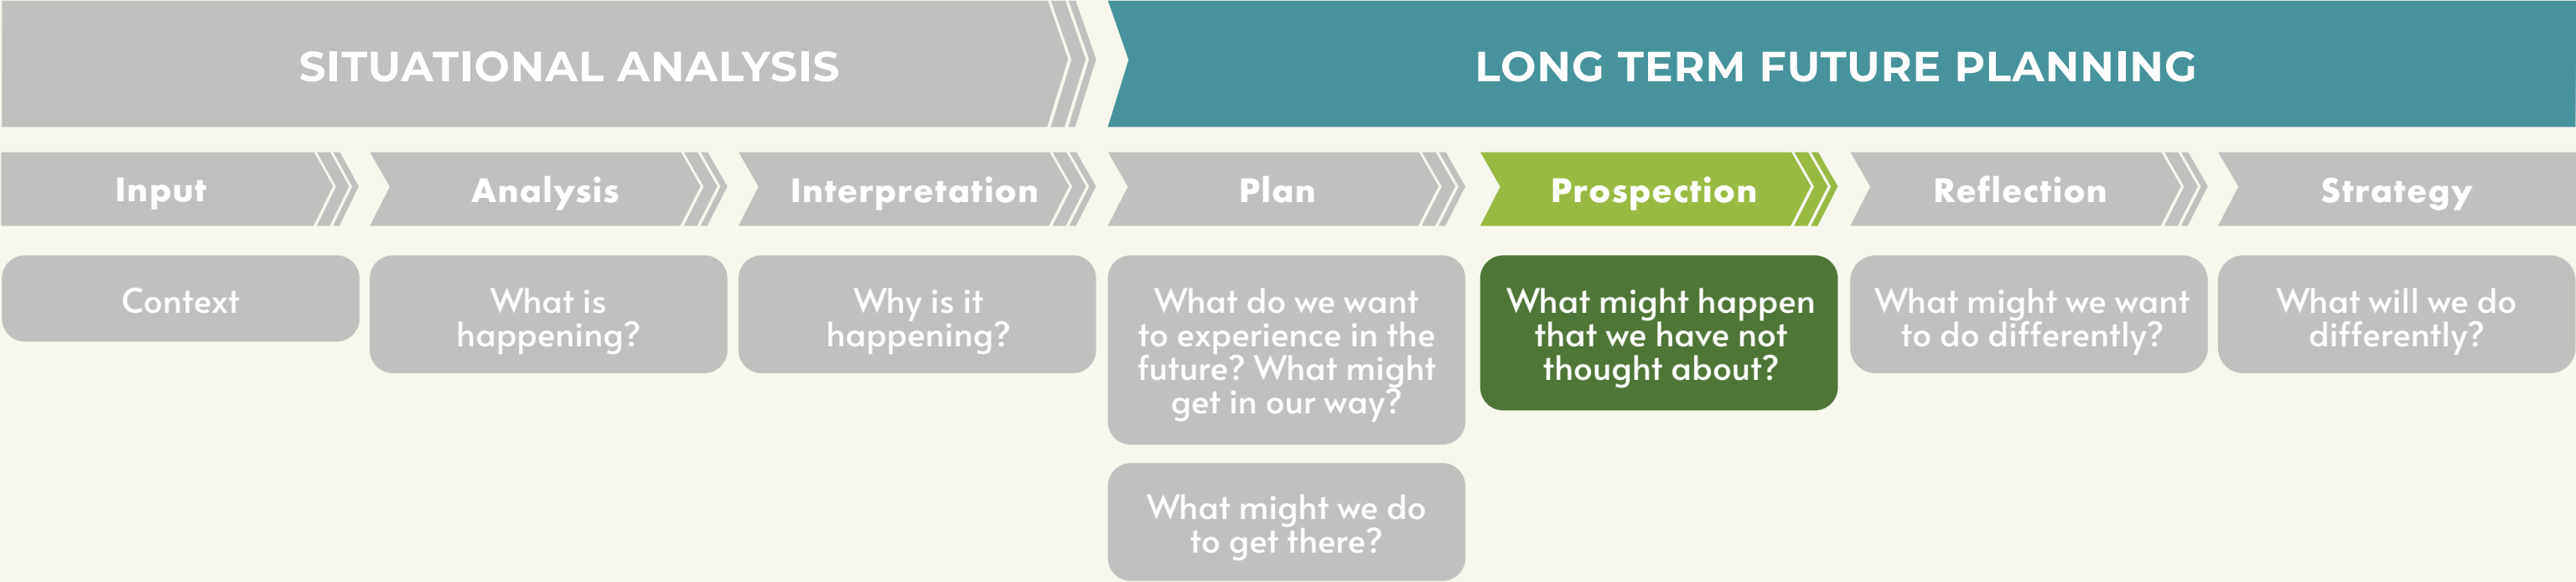 SITUATIONAL ANALYSIS
LONG TERM FUTURE PLANNING
Input
Analysis
Interpretation
Plan
Prospection
Reflection
Strategy
Context
What is
happening?
Why is it
happening?
What do we want
to experience in the
future? What might
get in our way?
What might we do
to get there?
What might happen
that we have not
thought about?
What might we want
to do differently?
What will we do
differently?